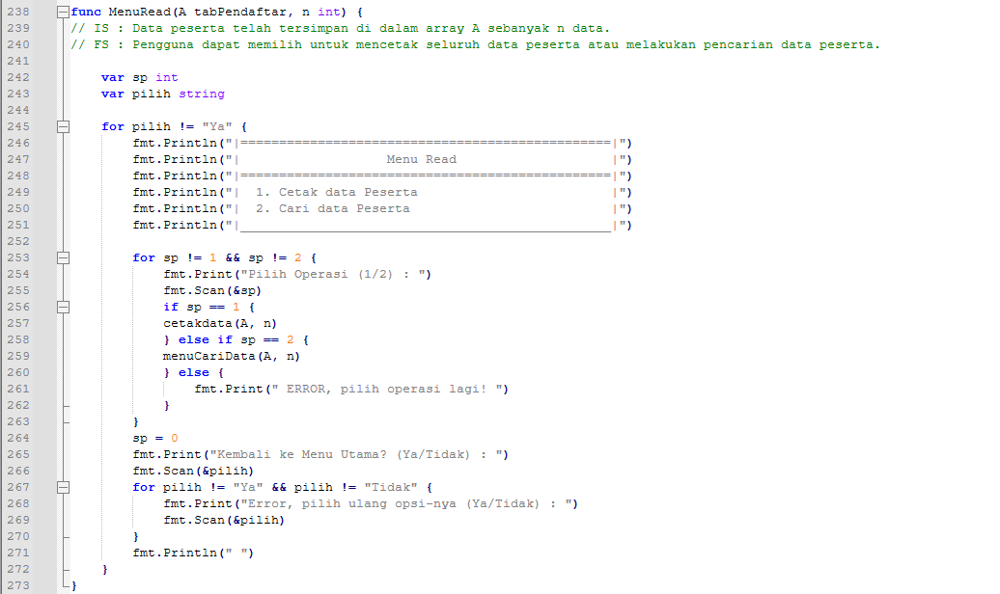 238 func MenuRead(A tabPendaftar, n int) {
239 // IS : Data peserta telah tersimpan di dalam array A sebanyak n data.
240 // FS : Pengguna dapat memilih untuk mencetak seluruh data peserta atau melakukan pencarian data peserta.
241
242     var sp int
243     var pilih string
244
245     for pilih != "Ya" {
246         fmt.Println("|================================================|")
247         fmt.Println("|                   Menu Read                    |")
248         fmt.Println("|================================================|")
249         fmt.Println("|  1. Cetak data Peserta                         |")
250         fmt.Println("|  2. Cari data Peserta                          |")
251         fmt.Println("|________________________________________________|")
252
253         for sp != 1 && sp != 2 {
254             fmt.Print("Pilih Operasi (1/2) : ")
255             fmt.Scan(&sp)
256             if sp == 1 {
257             cetakdata(A, n)
258             } else if sp == 2 {
259             menuCariData(A, n)
260             } else {
261                 fmt.Print(" ERROR, pilih operasi lagi! ")
262             }
263         }
264         sp = 0
265         fmt.Print("Kembali ke Menu Utama? (Ya/Tidak) : ")
266         fmt.Scan(&pilih)
267         for pilih != "Ya" && pilih != "Tidak" {
268             fmt.Print("Error, pilih ulang opsi-nya (Ya/Tidak) : ")
269             fmt.Scan(&pilih)
270         }
271         fmt.Println(" ")
272     }
273 }